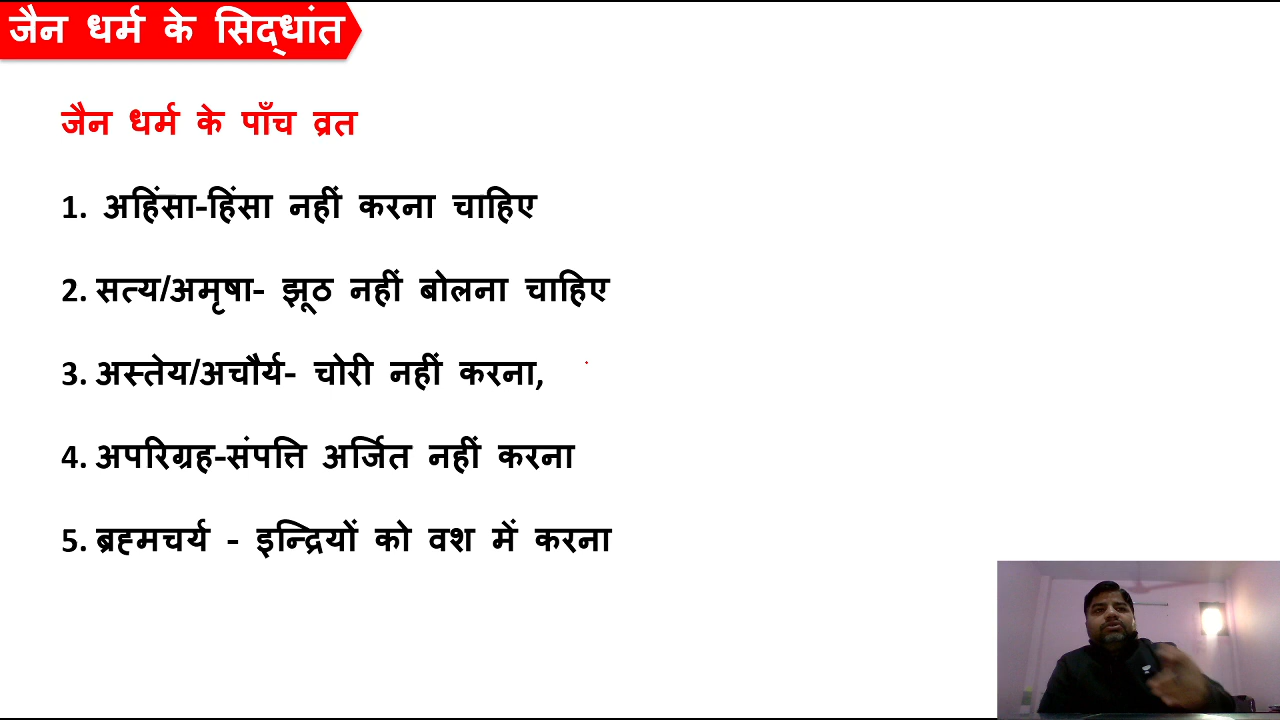 जैन धर्म के सिद्धांत
जैन धर्म के पाँच व्रत
1. अहिंसा-हिंसा नहीं करना चाहिए
2. सत्य/अमृषा- झूठ नहीं बोलना चाहिए
3. अस्तेय/अचौर्य- चोरी नहीं करना,
4. अपरिग्रह-संपत्ति अर्जित नहीं करना
5. ब्रह्मचर्य - इन्द्रियों को वश में करना